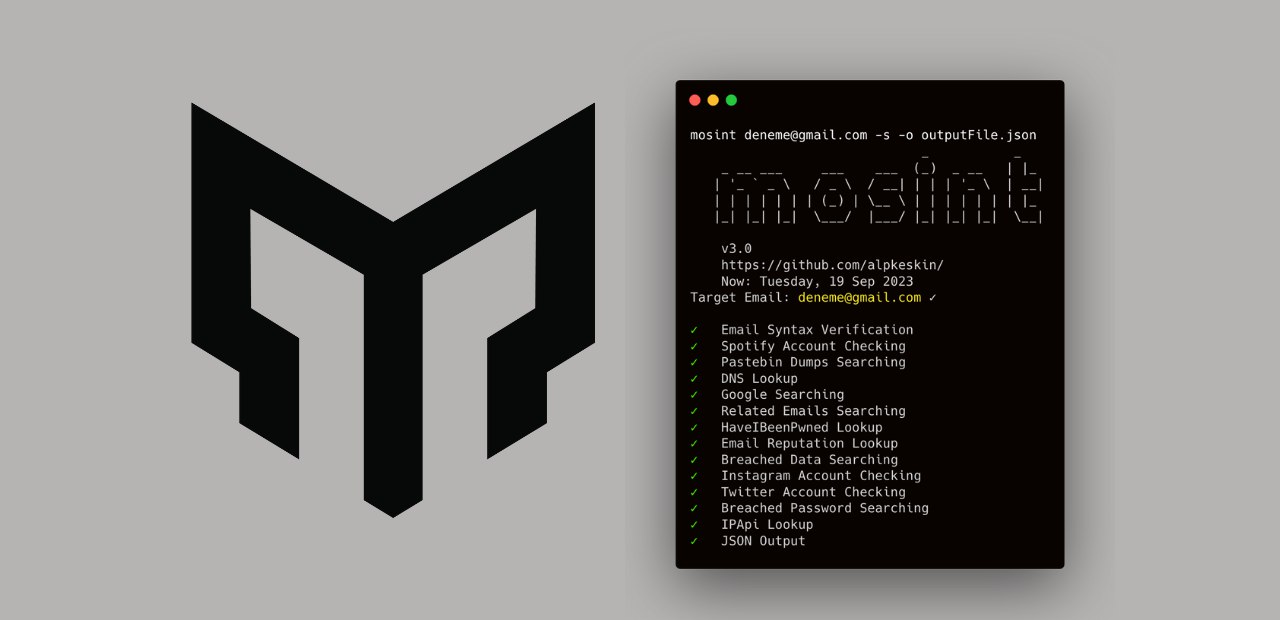 mosint deneme@gmail.com -s -o outputFile.json
mosint
v3.0
https://github.com/alpkeskin/
Now: Tuesday, 19 Sep 2023
Target Email: deneme@gmail.com ✓
✓ Email Syntax Verification
✓ Spotify Account Checking
✓ Pastebin Dumps Searching
✓ DNS Lookup
✓ Google Searching
✓ Related Emails Searching
✓ HaveIBeenPwned Lookup
✓ Email Reputation Lookup
✓ Breached Data Searching
✓ Instagram Account Checking
✓ Twitter Account Checking
✓ Breached Password Searching
✓ IPApi Lookup
✓ JSON Output